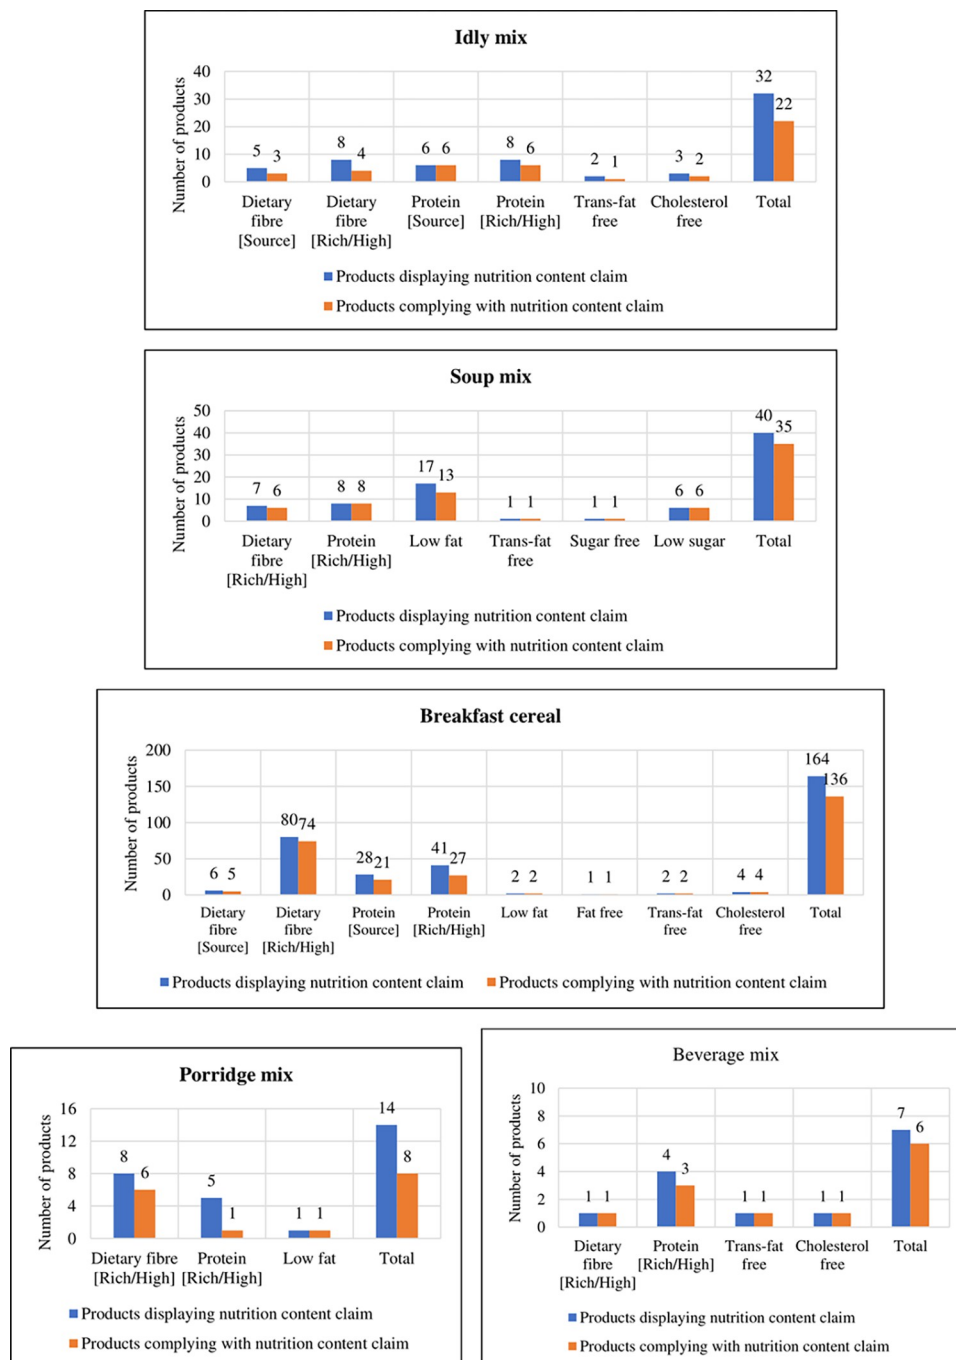 Idly mix
Number of products
40
30
20
10
0
5 3
8 4
6 6
8 6
2 1
3 2
32 22
Dietary fibre [Source]
Dietary fibre [Rich/High]
Protein [Source]
Protein [Rich/High]
Trans-fat free
Cholesterol free
Total
Products displaying nutrition content claim
Products complying with nutrition content claim
Soup mix
Number of products
50
40
30
20
10
0
7 6
8 8
17 13
1 1
1 1
6 6
40 35
Dietary fibre [Rich/High]
Protein [Rich/High]
Low fat
Trans-fat free
Sugar free
Low sugar
Total
Products displaying nutrition content claim
Products complying with nutrition content claim
Breakfast cereal
Number of products
200
150
100
50
0
6 5
80 74
28 21
41 27
2 2
1 1
2 2
4 4
164 136
Dietary fibre [Source]
Dietary fibre [Rich/High]
Protein [Source]
Protein [Rich/High]
Low fat
Fat free
Trans-fat free
Cholesterol free
Total
Products displaying nutrition content claim
Products complying with nutrition content claim
Porridge mix
Number of products
16
12
8
4
0
8 6
5 1
1 1
14 8
Dietary fibre [Rich/High]
Protein [Rich/High]
Low fat
Total
Products displaying nutrition content claim
Products complying with nutrition content claim
Beverage mix
Number of products
10
8
6
4
2
0
1 1
4 3
1 1
1 1
7 6
Dietary fibre [Rich/High]
Protein [Rich/High]
Trans-fat free
Cholesterol free
Total
Products displaying nutrition content claim
Products complying with nutrition content claim